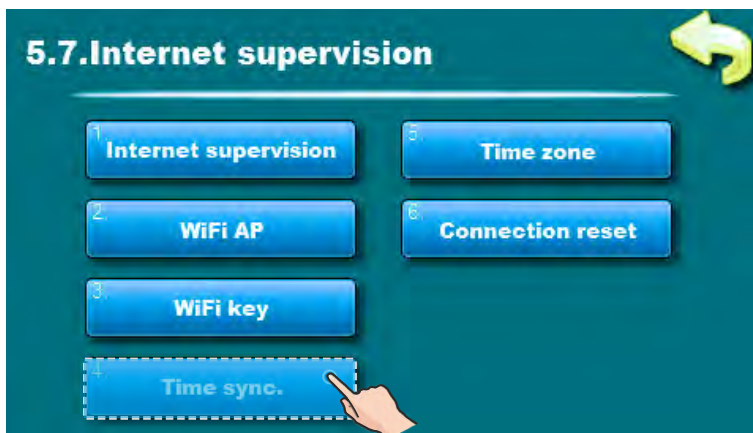 5.7.Internet supervision
1.
Internet supervision
2.
WiFi AP
3.
WiFi key
4.
Time sync.
5.
Time zone
6.
Connection reset